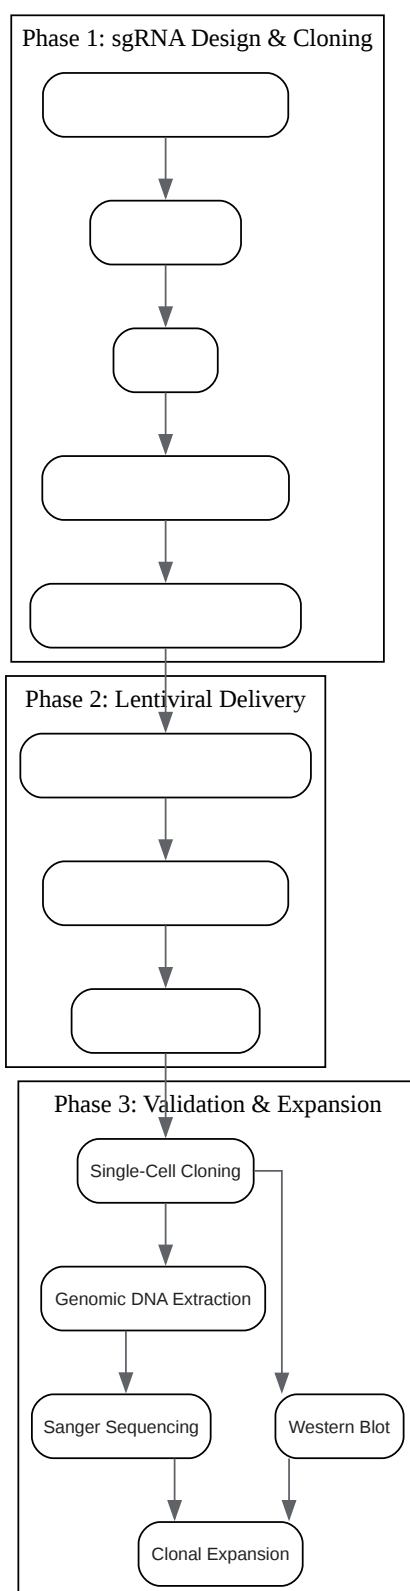 Phase 1: sgRNA Design & Cloning
Phase 2: Lentiviral Delivery
Phase 3: Validation & Expansion
Single-Cell Cloning
Genomic DNA Extraction
Sanger Sequencing
Western Blot
Clonal Expansion